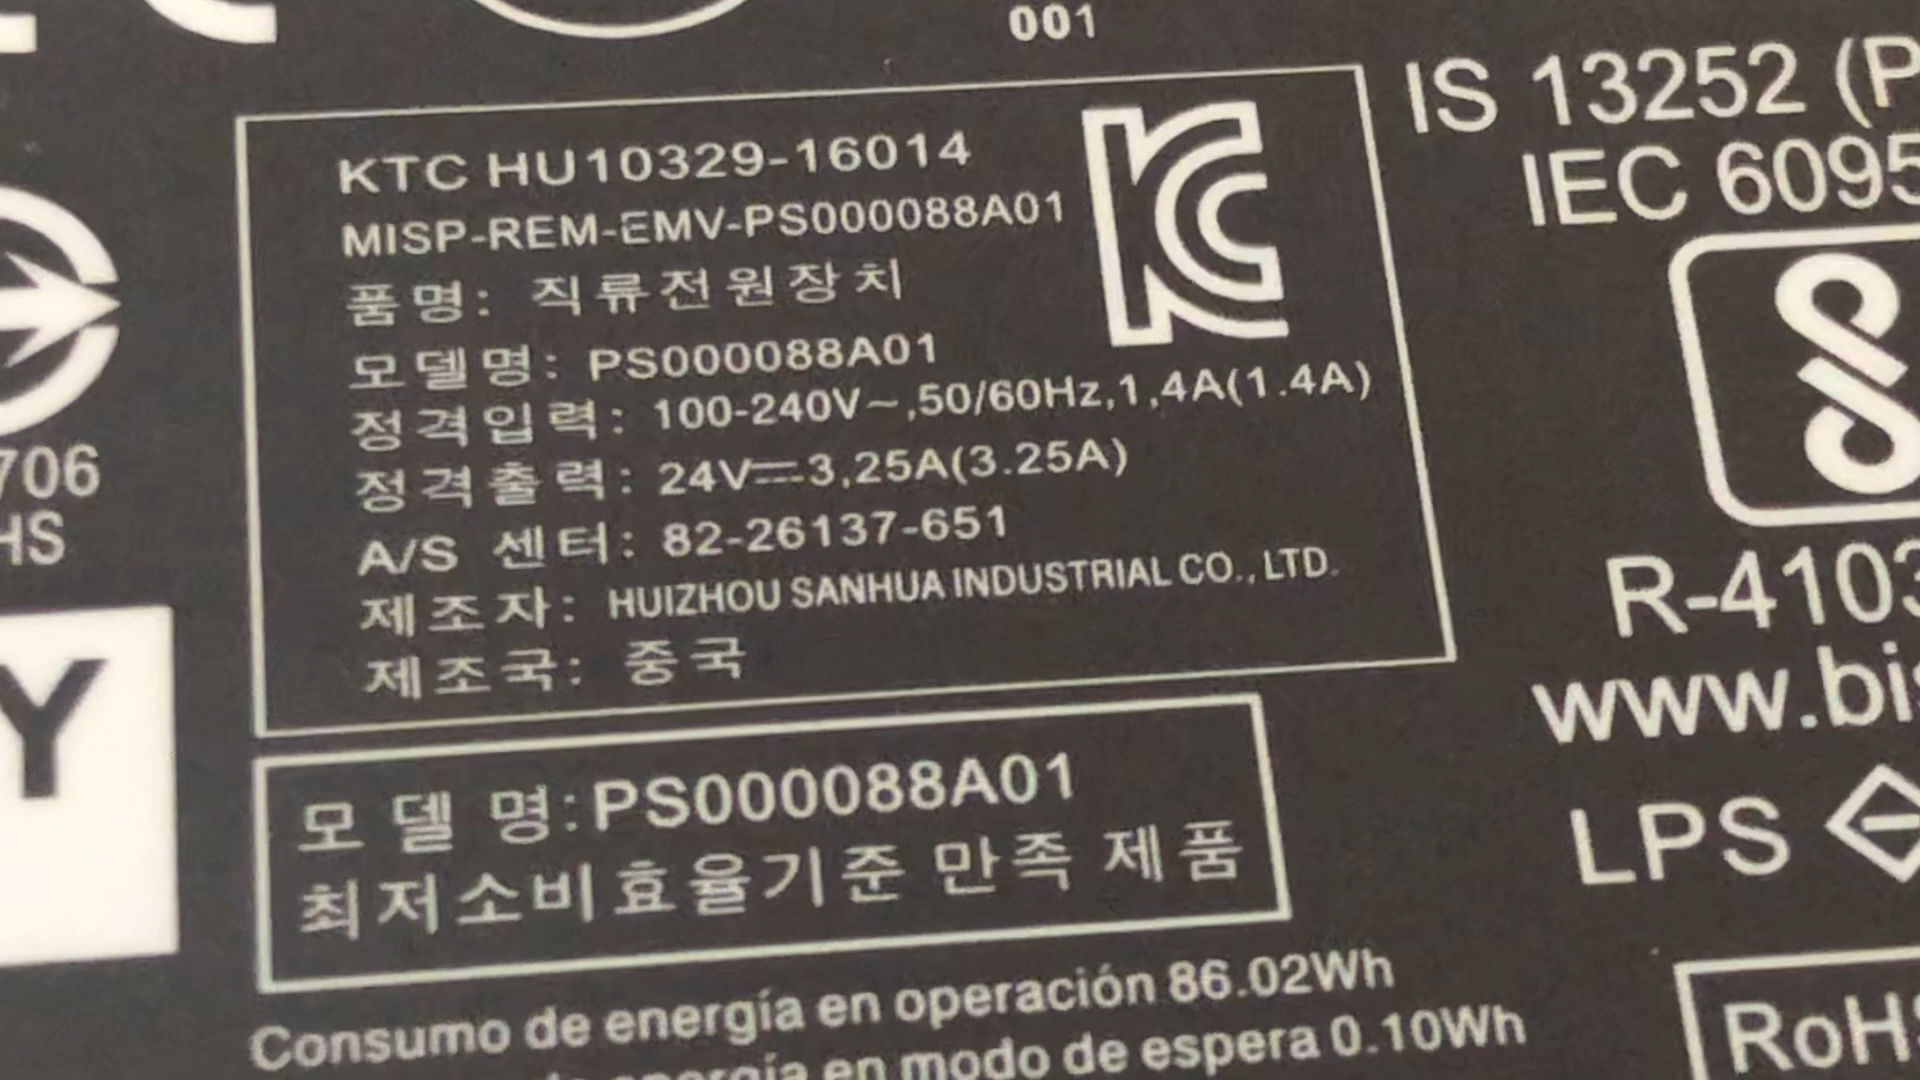 001
KTC HU10329-16014
MISP-REM-EMV-PS000088A01
품명: 직류전원장치
모델명: PS000088A01
정격입력: 100-240V~,50/60Hz,1,4A(1.4A)
정격출력: 24V⎓3,25A(3.25A)
A/S 센터: 82-26137-651
제조자: HUIZHOU SANHUA INDUSTRIAL CO., LTD.
제조국: 중국
모델명:PS000088A01
최저소비효율기준 만족 제품
Consumo de energía en operación 86.02Wh
energía en modo de espera 0.10Wh
706
HS
Y
IS 13252 (P
IEC 6095
R-4103
www.bis
LPS
RoHS